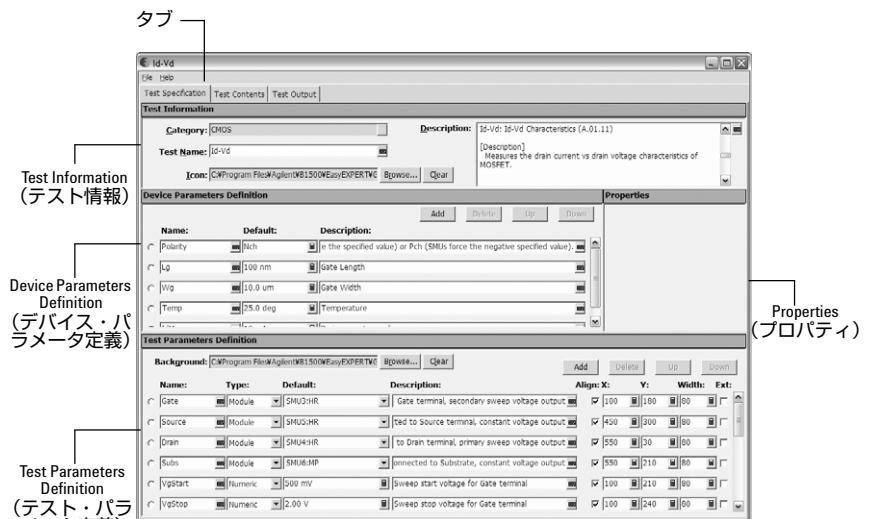 タブ
Id-Vd
File Help
Test Specification Test Contents Test Output
Test Information
Category: CMOS
Description: Id-Vd: Id-Vd Characteristics (A.01.11)
[Description]
Measures the drain current vs drain voltage characteristics of
MOSFET.
Test Name: Id-Vd
Icon: C:¥Program Files¥Agilent¥B1500¥EasyEXPERT¥G Browse... Clear
Test Information
（テスト情報）
Device Parameters Definition
Properties
Add Delete Up Down
Name: Default: Description:
Polarity Nch e the specified value) or Pch (SMUs force the negative specified value).
Lg 100 nm Gate Length
Wg 10.0 um Gate Width
Temp 25.0 deg Temperature
Device Parameters
Definition
（デバイス・パ
ラメータ定義）
Properties
（プロパティ）
Test Parameters Definition
Background: C:¥Program Files¥Agilent¥B1500¥EasyEXPERT¥G Browse... Clear
Add Delete Up Down
Name: Type: Default: Description: Align: X: Y: Width: Ext:
Gate Module SMU3:HR Gate terminal, secondary sweep voltage output 100 180 80
Source Module SMU5:HR ted to Source terminal, constant voltage output 450 300 80
Drain Module SMU4:HR to Drain terminal, primary sweep voltage output 550 30 80
Subs Module SMU6:MP onnected to Substrate, constant voltage output 550 210 80
VgStart Numeric 500 mV Sweep start voltage for Gate terminal 100 210 80
VgStop Numeric 2.00 V Sweep stop voltage for Gate terminal 100 240 80
Test Parameters
Definition
（テスト・パラ